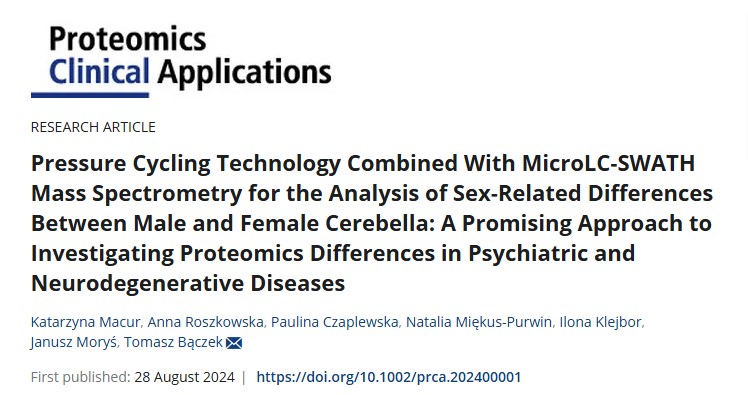 Proteomics
Clinical Applications
RESEARCH ARTICLE
Pressure Cycling Technology Combined With MicroLC-SWATH
Mass Spectrometry for the Analysis of Sex-Related Differences
Between Male and Female Cerebella: A Promising Approach to
Investigating Proteomics Differences in Psychiatric and
Neurodegenerative Diseases
Katarzyna Macur, Anna Roszkowska, Paulina Czaplewska, Natalia Miękus-Purwin, Ilona Klejbor,
Janusz Moryś, Tomasz Bączek
First published: 28 August 2024 | https://doi.org/10.1002/prca.202400001